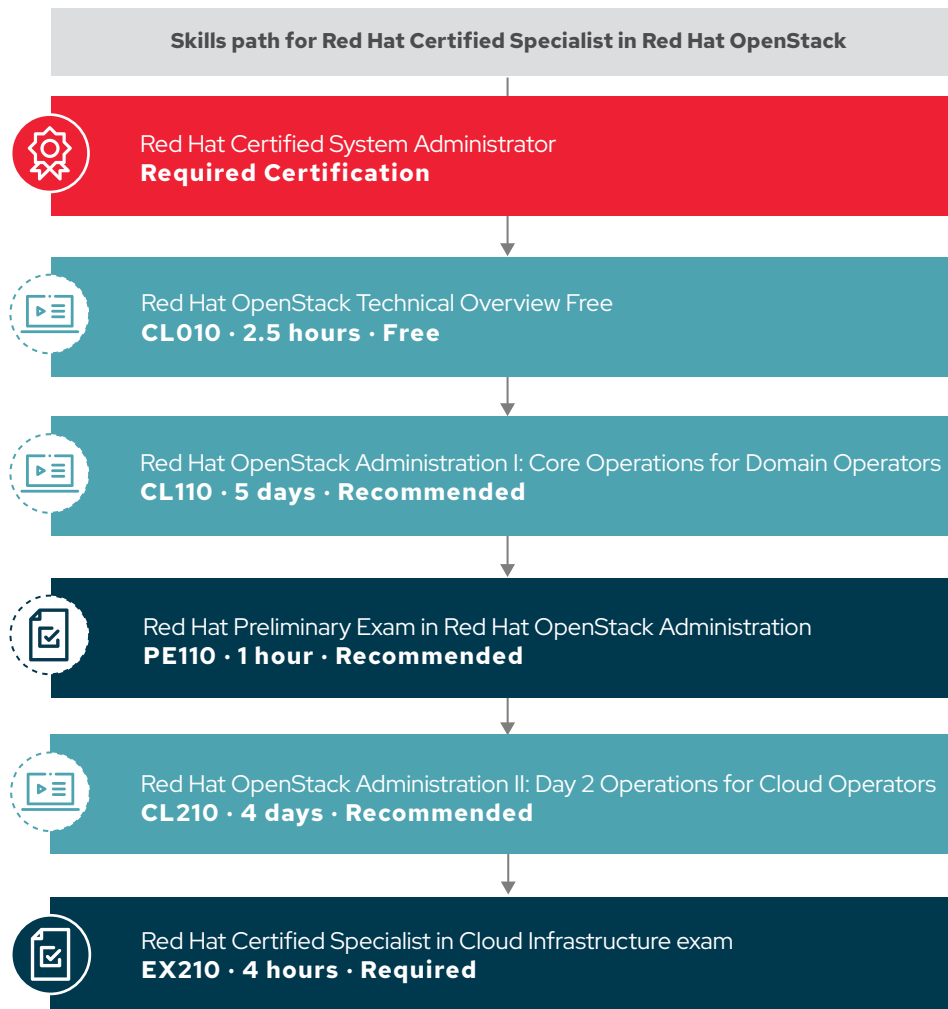 Skills path for Red Hat Certified Specialist in Red Hat OpenStack
Red Hat Certified System Administrator
Required Certification
Red Hat OpenStack Technical Overview Free
CL010 · 2.5 hours · Free
Red Hat OpenStack Administration I: Core Operations for Domain Operators
CL110 · 5 days · Recommended
Red Hat Preliminary Exam in Red Hat OpenStack Administration
PE110 · 1 hour · Recommended
Red Hat OpenStack Administration II: Day 2 Operations for Cloud Operators
CL210 · 4 days · Recommended
Red Hat Certified Specialist in Cloud Infrastructure exam
EX210 · 4 hours · Required